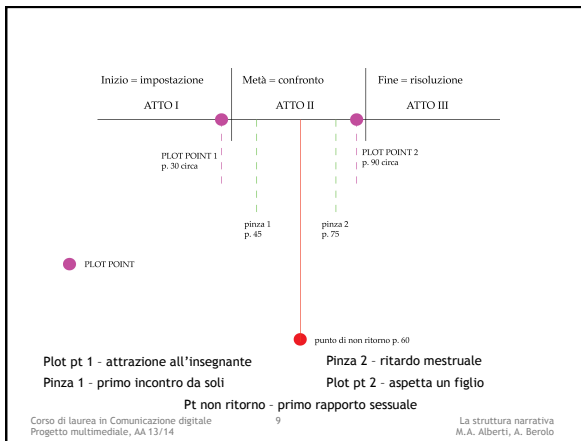 Inizio = impostazione
Metà = confronto
Fine = risoluzione
ATTO I
ATTO II
ATTO III
PLOT POINT 1
p. 30 circa
PLOT POINT 2
p. 90 circa
pinza 1
p. 45
pinza 2
p. 75
PLOT POINT
punto di non ritorno p. 60
Plot pt 1 – attrazione all’insegnante
Pinza 2 – ritardo mestruale
Pinza 1 – primo incontro da soli
Plot pt 2 – aspetta un figlio
Pt non ritorno – primo rapporto sessuale
Corso di laurea in Comunicazione digitale
Progetto multimediale, AA 13/14
9
La struttura narrativa
M.A. Alberti, A. Berolo